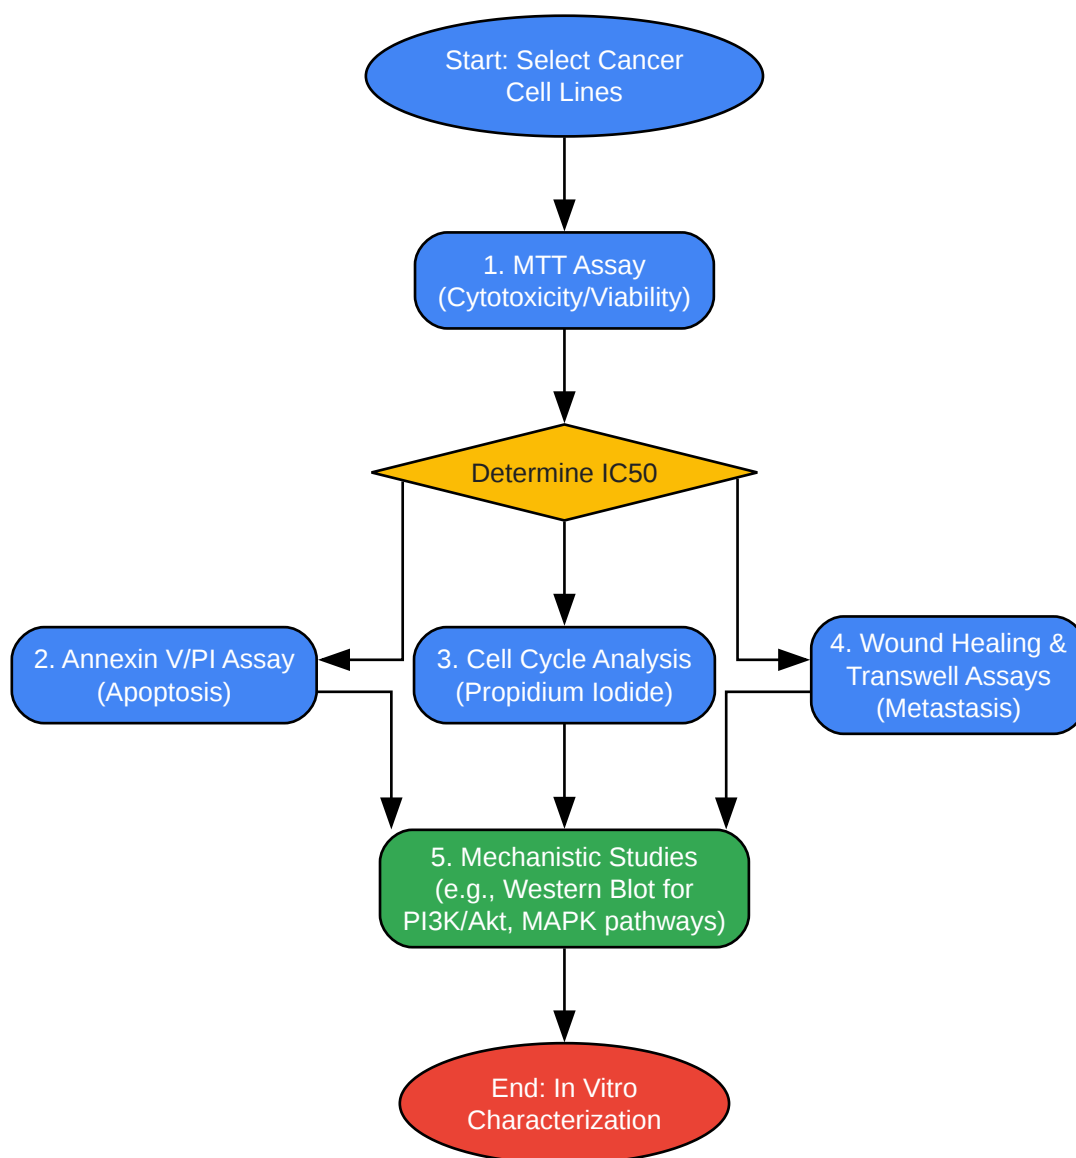 Start: Select Cancer
Cell Lines
1. MTT Assay
(Cytotoxicity/Viability)
Determine IC50
2. Annexin V/PI Assay
(Apoptosis)
3. Cell Cycle Analysis
(Propidium Iodide)
4. Wound Healing &
Transwell Assays
(Metastasis)
5. Mechanistic Studies
(e.g., Western Blot for
PI3K/Akt, MAPK pathways)
End: In Vitro
Characterization